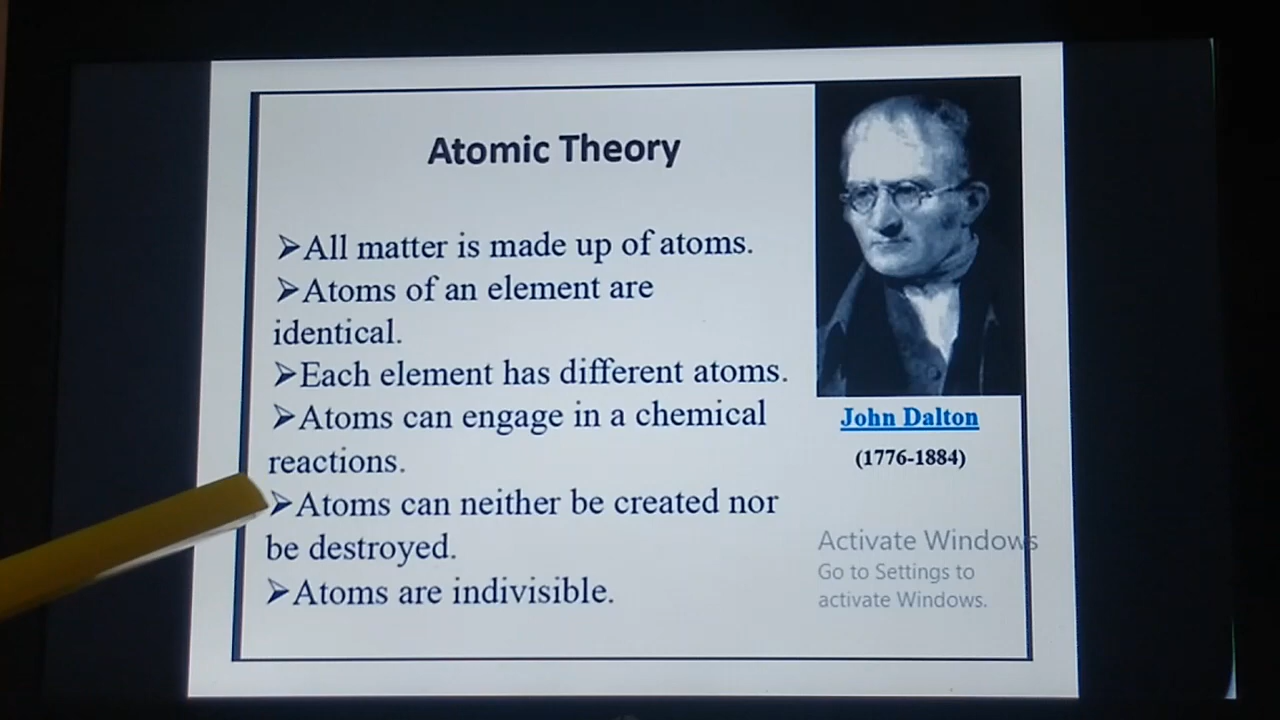 Atomic Theory
➢All matter is made up of atoms.
➢Atoms of an element are
identical.
➢Each element has different atoms.
➢Atoms can engage in a chemical
reactions.
➢Atoms can neither be created nor
be destroyed.
➢Atoms are indivisible.
John Dalton
(1776-1884)
Activate Windows
Go to Settings to
activate Windows.